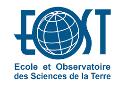 EOST
Ecole et Observatoire
des Sciences de la Terre